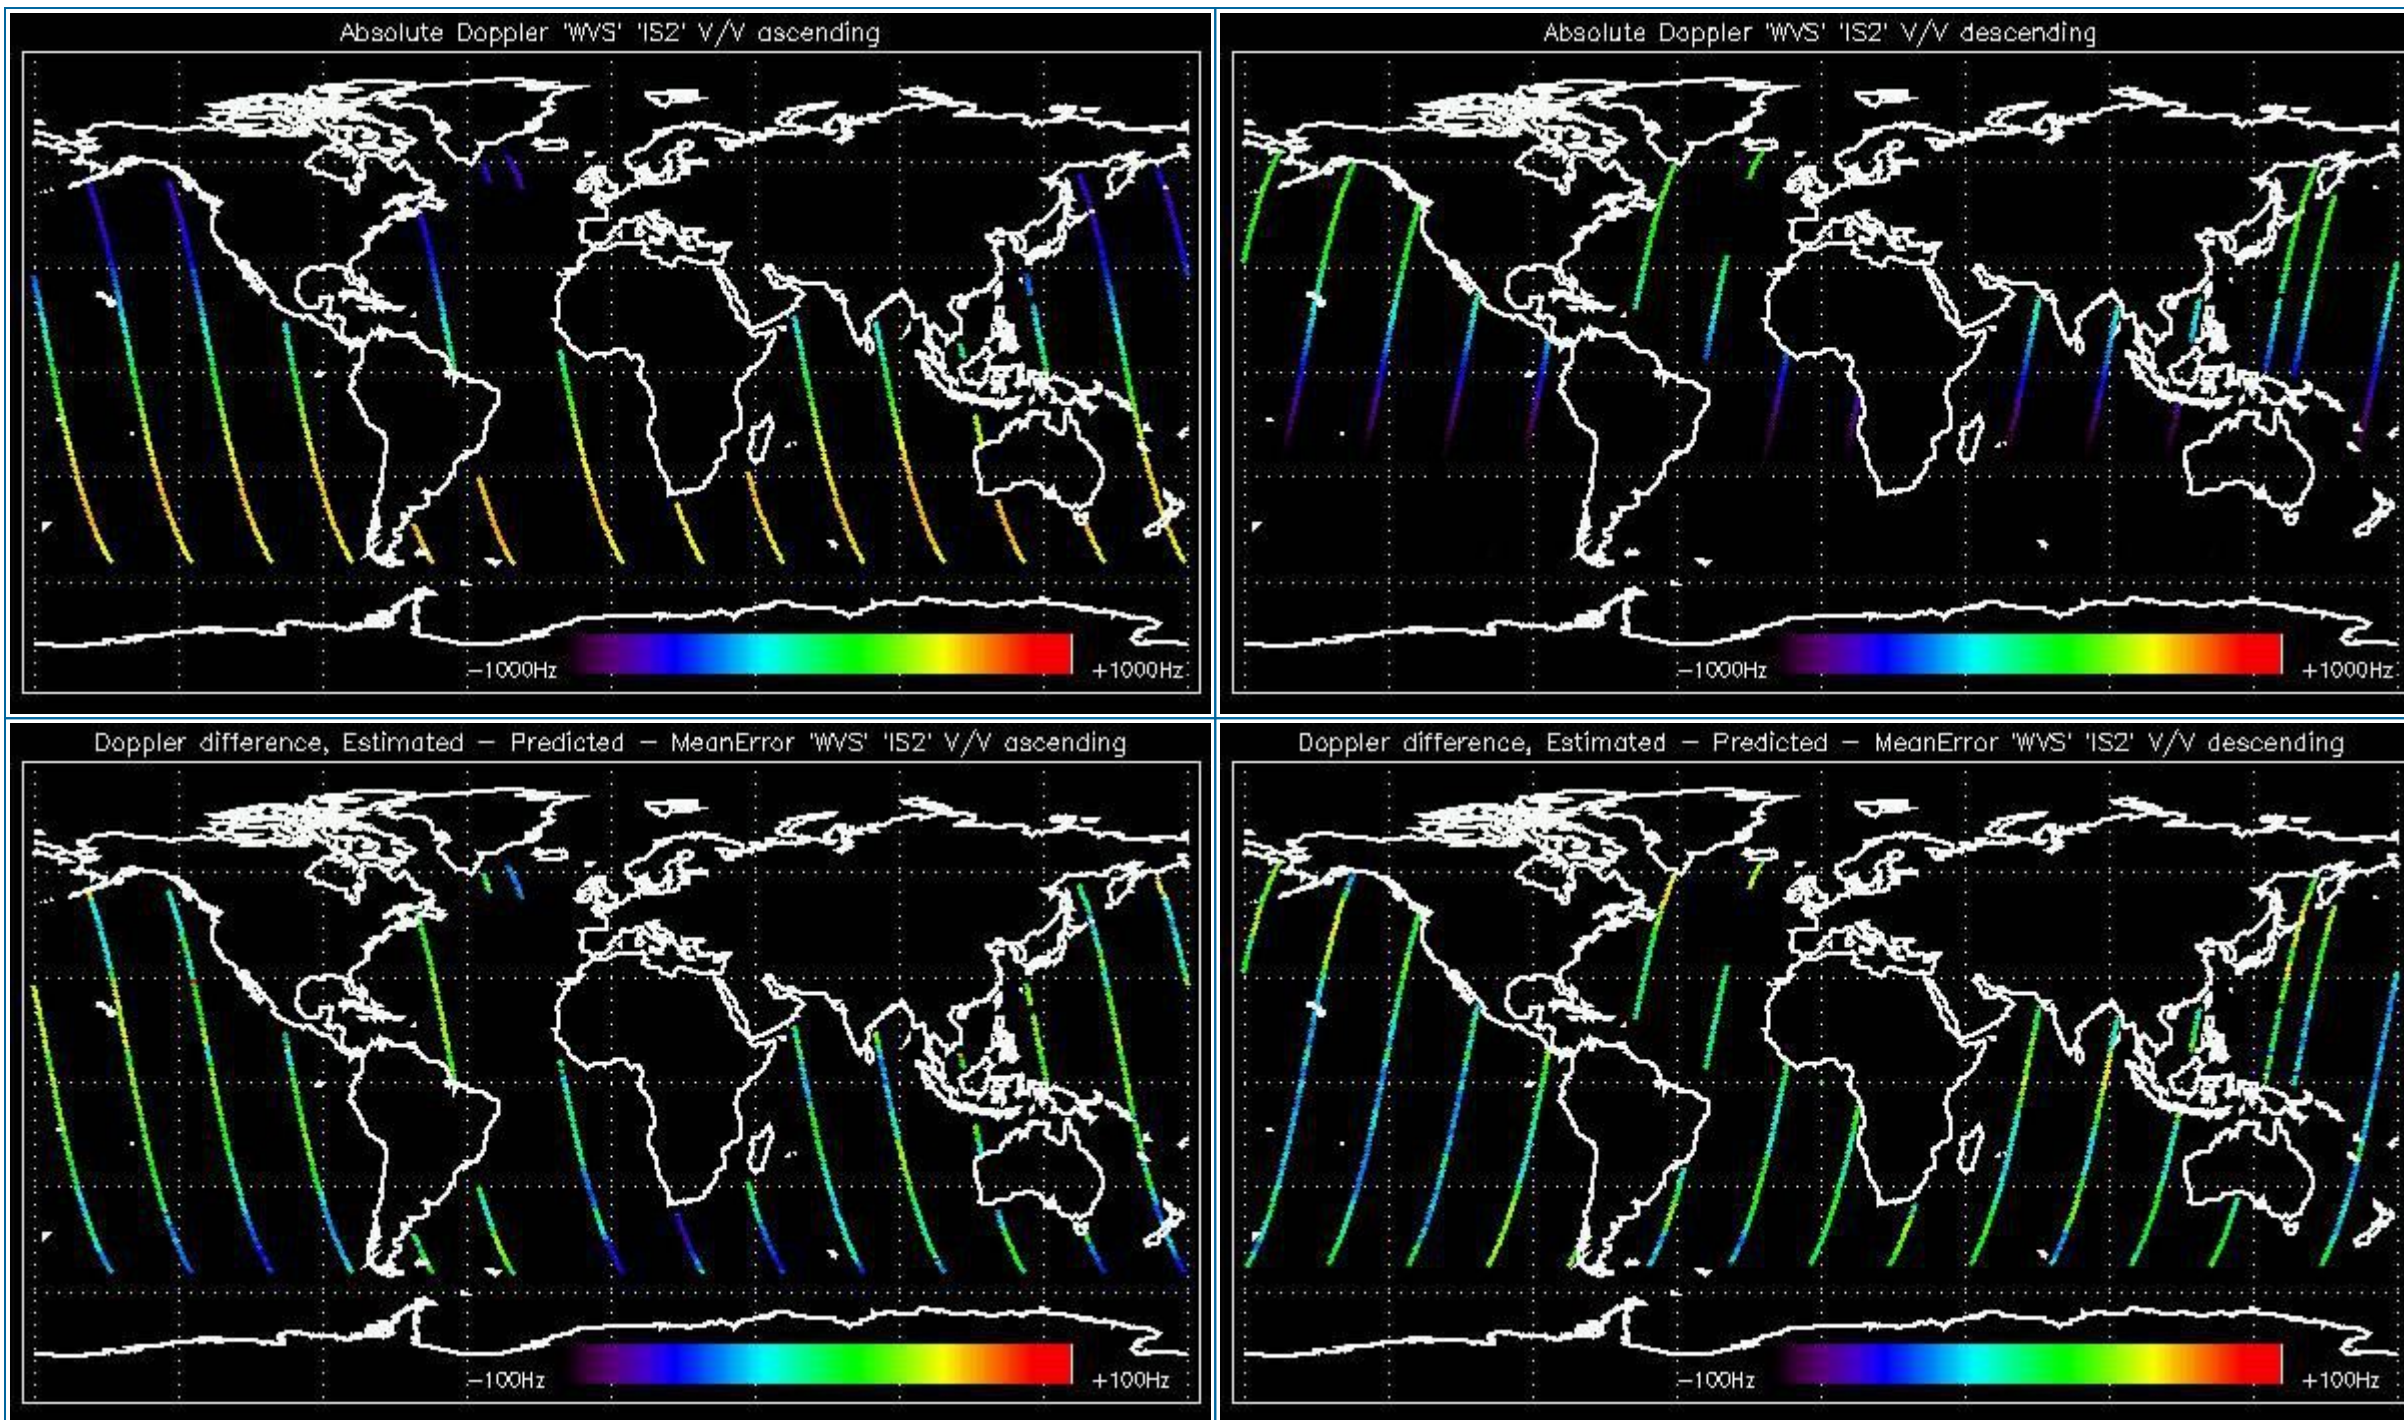 Absolute Doppler 'WVS' 'IS2' V/V ascending
-1000Hz
+1000Hz
Absolute Doppler 'WVS' 'IS2' V/V descending
-1000Hz
+1000Hz
Doppler difference, Estimated - Predicted - MeanError 'WVS' 'IS2' V/V ascending
-100Hz
+100Hz
Doppler difference, Estimated - Predicted - MeanError 'WVS' 'IS2' V/V descending
-100Hz
+100Hz